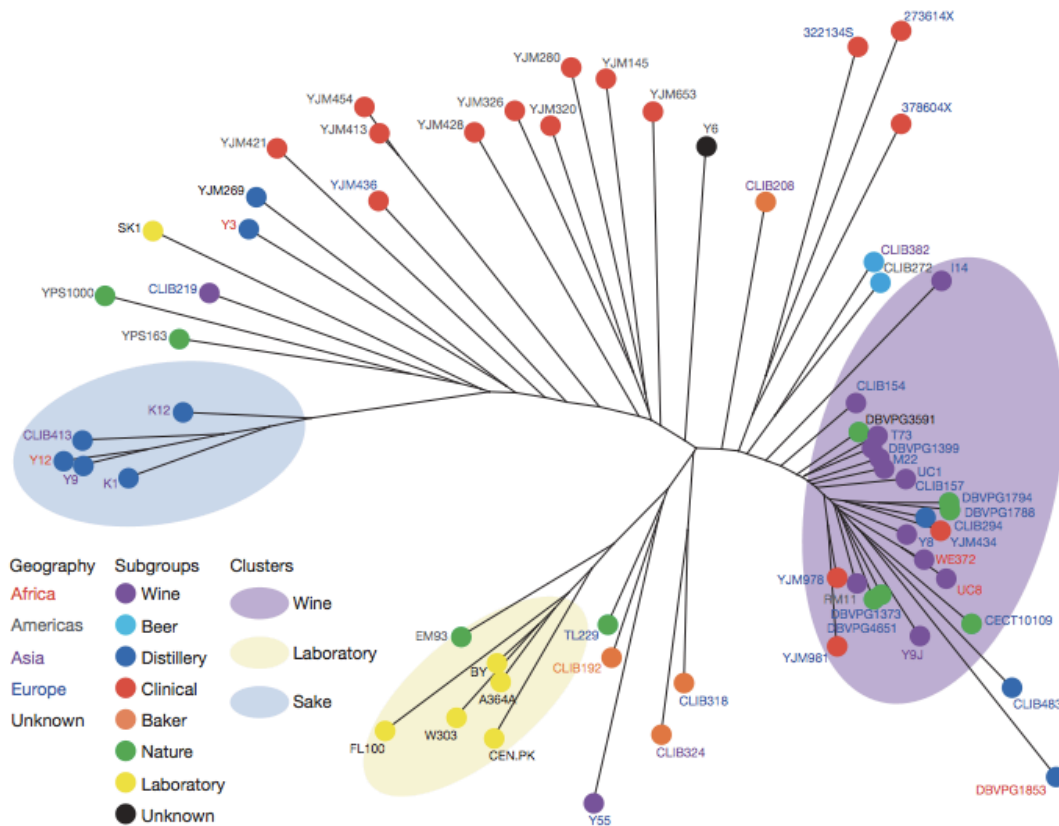 273614X
322134S
YJM280
YJM145
YJM454
YJM326
YJM653
YJM320
378604X
YJM413
YJM428
Y6
YJM421
YJM269
YJM436
CLIB208
SK1
Y3
CLIB382
CLIB272
I14
YPS1000
CLIB219
YPS163
CLIB154
K12
DBVPG3591
T73
CLIB413
DBVPG1399
M22
Y12
UC1
Y9
K1
CLIB157
DBVPG1794
DBVPG1788
CLIB294
Y8
YJM434
WE372
YJM978
UC8
RM11
DBVPG1373
CECT10109
DBVPG4651
EM93
TL229
Y9J
YJM981
BY
CLIB192
A364A
CLIB318
CLIB483
W303
FL100
CEN.PK
CLIB324
DBVPG1853
Y55
Geography
Africa
Americas
Asia
Europe
Unknown
Subgroups
Wine
Beer
Distillery
Clinical
Baker
Nature
Laboratory
Unknown
Clusters
Wine
Laboratory
Sake